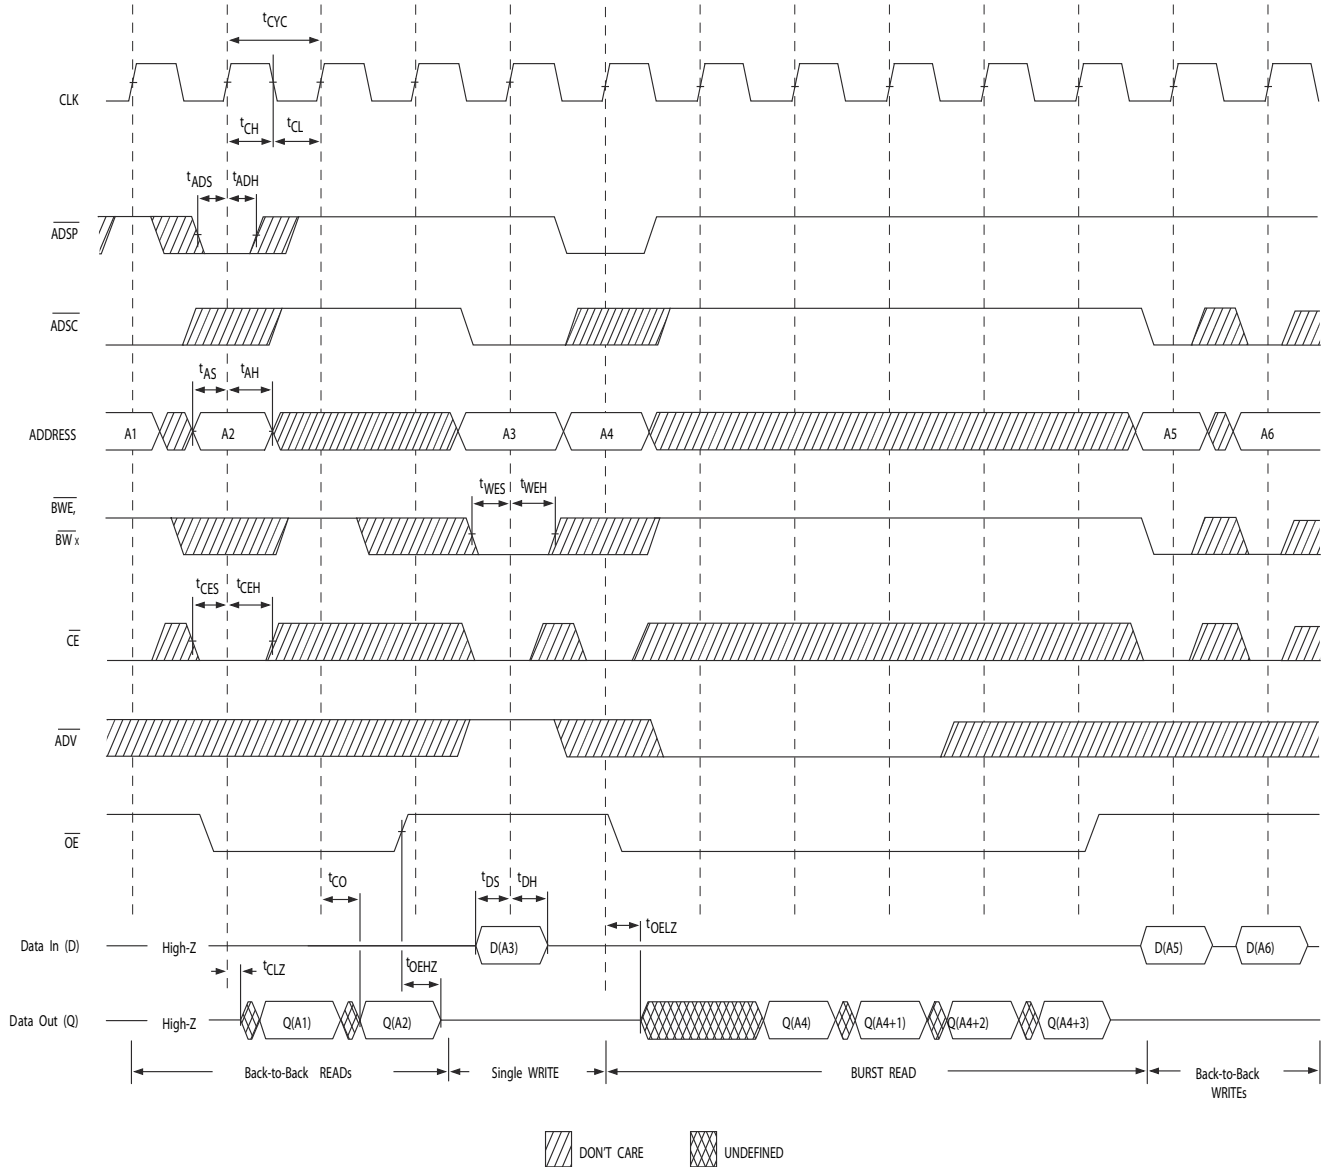 tCYC
CLK
tCH
tCL
tADS
tADH
ADSP
ADSC
tAS
tAH
ADDRESS
A1
A2
A3
A4
A5
A6
tWES
tWEH
BWE,
BW x
tCES
tCEH
CE
ADV
OE
tCO
tDS
tDH
tOELZ
Data In (D)
High-Z
D(A3)
D(A5)
D(A6)
tCLZ
tOEHZ
Data Out (Q)
High-Z
Q(A1)
Q(A2)
Q(A4)
Q(A4+1)
Q(A4+2)
Q(A4+3)
Back-to-Back READs
Single WRITE
BURST READ
Back-to-Back
WRITEs
DON'T CARE
UNDEFINED